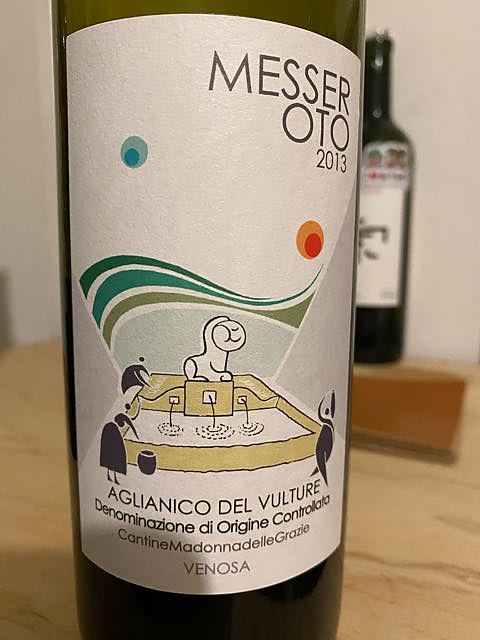 MESSER
OTO
2013
AGLIANICO DEL VULTURE
Denominazione di Origine Controllata
CantineMadonnadelleGrazie
VENOSA